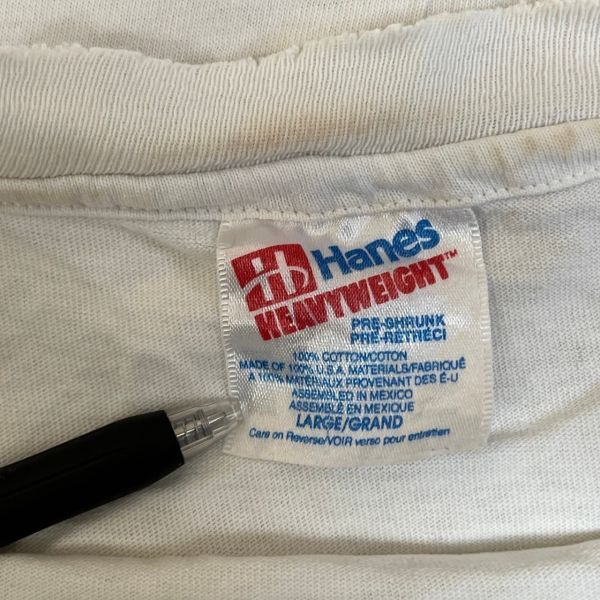 Hanes
HEAVYWEIGHT™
PRE-SHRUNK
PRÉ-RETRÉCI
100% COTTON/COTON
MADE OF 100% U.S.A. MATERIALS/FABRIQUÉ
A 100% MATÉRIAUX PROVENANT DES É-U
ASSEMBLED IN MEXICO
ASSEMBLÉ EN MEXIQUE
LARGE/GRAND
Care on Reverse/VOIR verso pour entretien